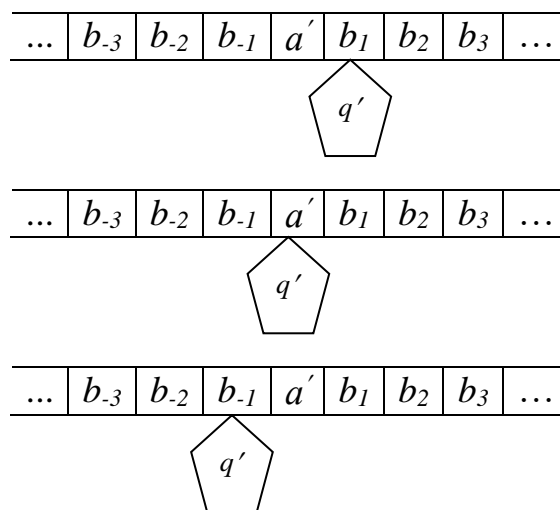 ... b₋₃ b₋₂ b₋₁ a′ b₁ b₂ b₃ …
q′
... b₋₃ b₋₂ b₋₁ a′ b₁ b₂ b₃ …
q′
... b₋₃ b₋₂ b₋₁ a′ b₁ b₂ b₃ …
q′